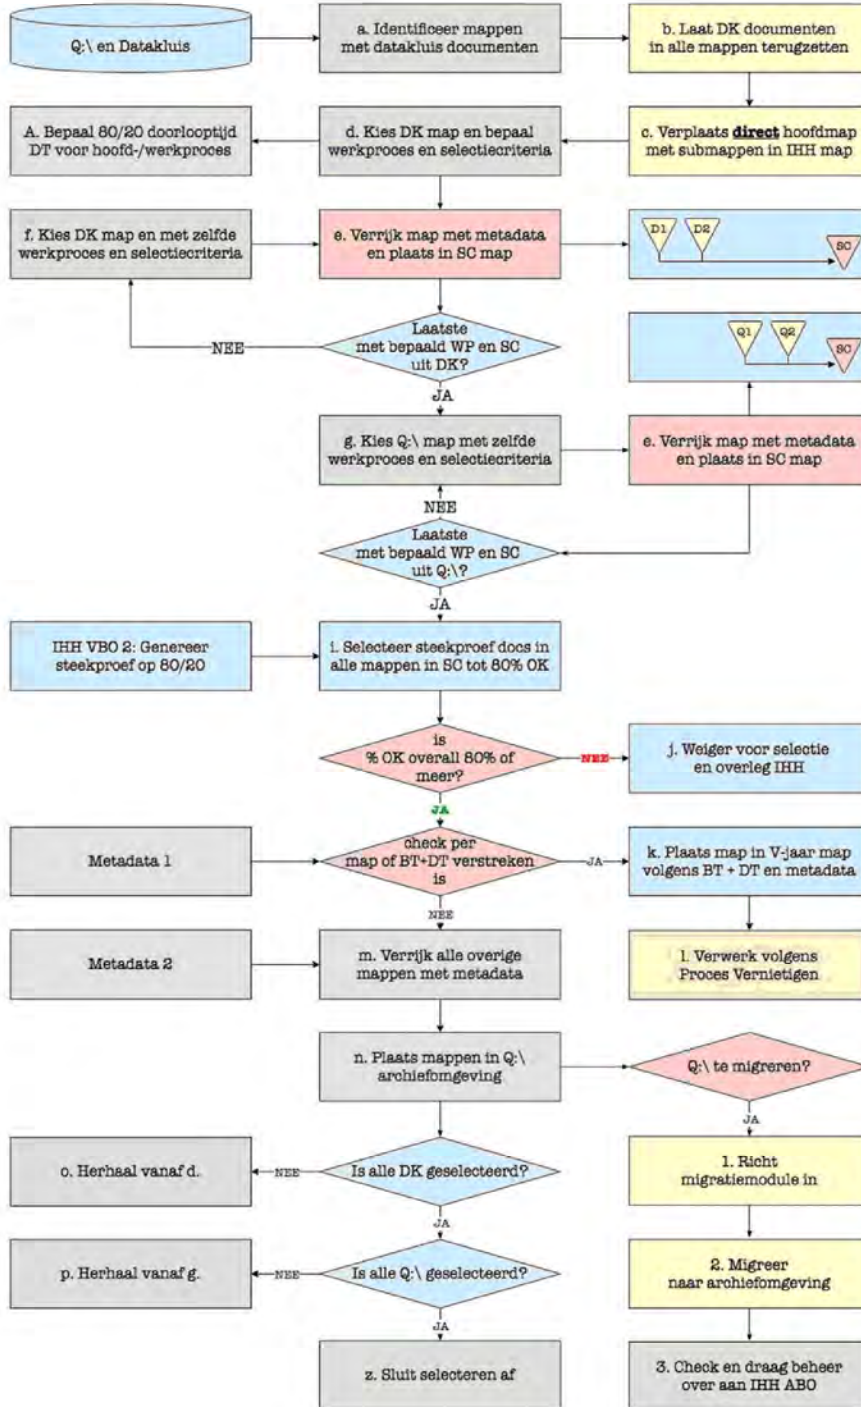 Q:\ en Datakluis
a. Identificeer mappen
met datakluis documenten
b. Laat DK documenten
in alle mappen terugzetten
A. Bepaal 80/20 doorlooptijd
DT voor hoofd-/werkproces
d. Kies DK map en bepaal
werkproces en selectiecriteria
c. Verplaats direct hoofdmap
met submappen in IHH map
f. Kies DK map en met zelfde
werkproces en selectiecriteria
e. Verrijk map met metadata
en plaats in SC map
D1
D2
SC
NEE
Laatste
met bepaald WP en SC
uit DK?
Q1
Q2
SC
JA
g. Kies Q:\ map met zelfde
werkproces en selectiecriteria
e. Verrijk map met metadata
en plaats in SC map
NEE
Laatste
met bepaald WP en SC
uit Q:\?
JA
IHH VBO 2: Genereer
steekproef op 80/20
i. Selecteer steekproef docs in
alle mappen in SC tot 80% OK
is
% OK overall 80% of
meer?
NEE
j. Weiger voor selectie
en overleg IHH
JA
Metadata 1
check per
map of BT+DT verstreken
is
JA
k. Plaats map in V-jaar map
volgens BT + DT en metadata
NEE
Metadata 2
m. Verrijk alle overige
mappen met metadata
l. Verwerk volgens
Proces Vernietigen
n. Plaats mappen in Q:\
archiefomgeving
Q:\ te migreren?
JA
o. Herhaal vanaf d.
NEE
Is alle DK geselecteerd?
1. Richt
migratiemodule in
JA
p. Herhaal vanaf g.
NEE
Is alle Q:\ geselecteerd?
2. Migreer
naar archiefomgeving
JA
z. Sluit selecteren af
3. Check en draag beheer
over aan IHH ABO